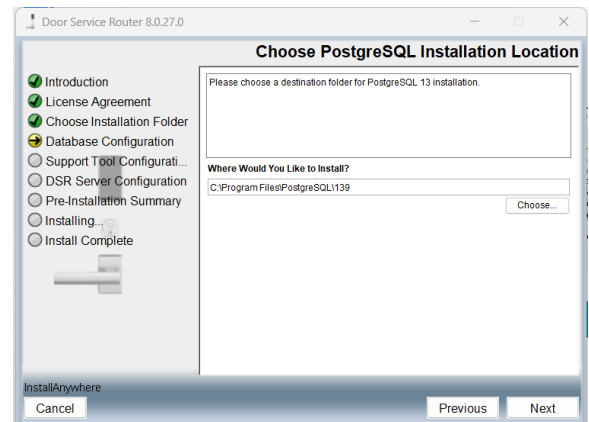 Door Service Router 8.0.27.0
Choose PostgreSQL Installation Location
Introduction
License Agreement
Choose Installation Folder
Database Configuration
Support Tool Configurati...
DSR Server Configuration
Pre-Installation Summary
Installing...
Install Complete
Please choose a destination folder for PostgreSQL 13 installation.
Where Would You Like to Install?
C:\Program Files\PostgreSQL\139
Choose...
InstallAnywhere
Cancel
Previous
Next